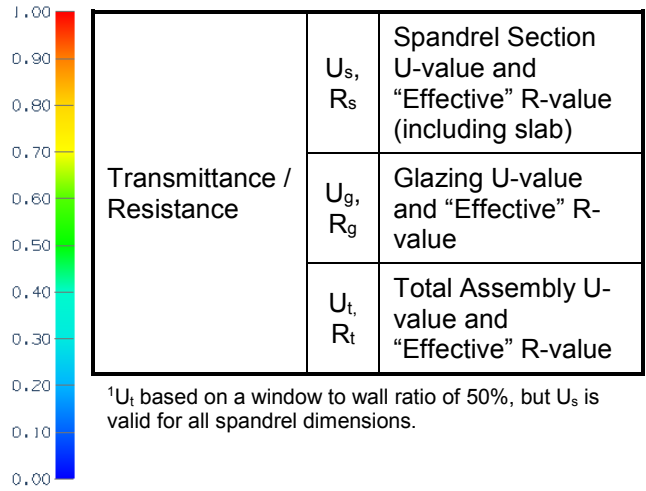 1.00
0.90
0.80
0.70
0.60
0.50
0.40
0.30
0.20
0.10
0.00
Transmittance /
Resistance
Us,
Rs
Spandrel Section
U-value and
“Effective” R-value
(including slab)
Ug,
Rg
Glazing U-value
and “Effective” R-
value
Ut,
Rt
Total Assembly U-
value and
“Effective” R-value
1Ut based on a window to wall ratio of 50%, but Us is
valid for all spandrel dimensions.